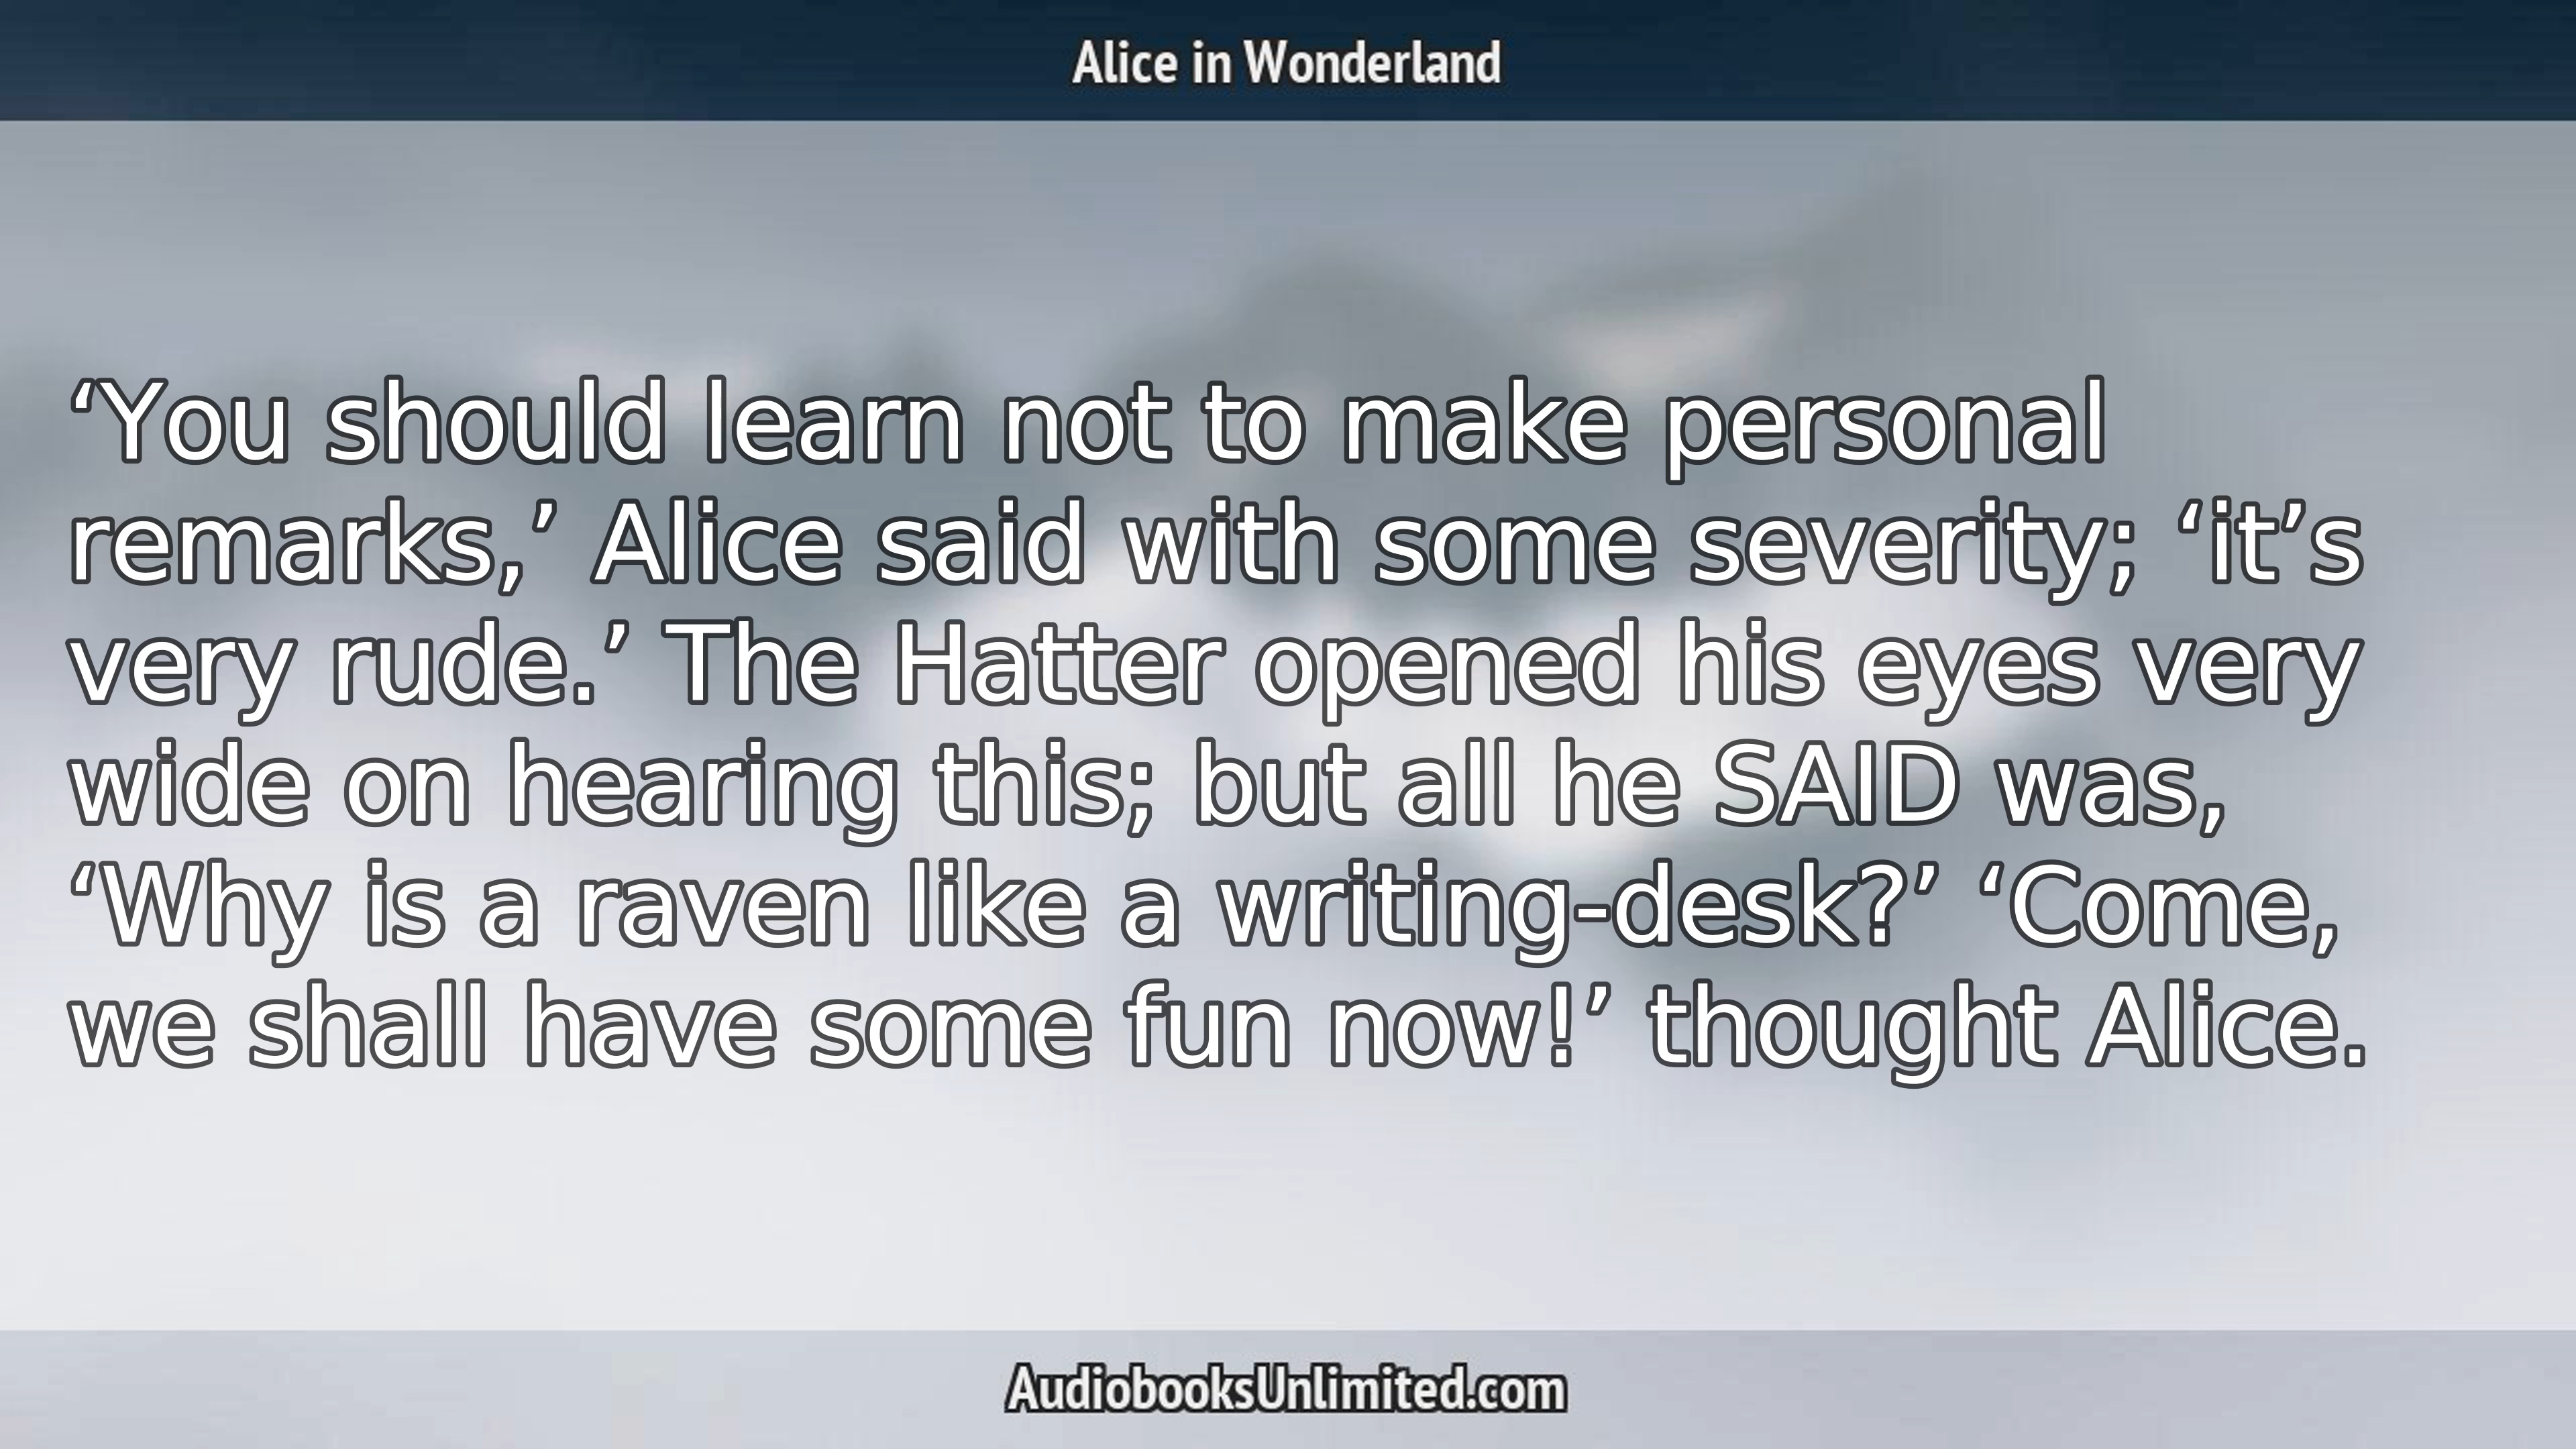 Alice in Wonderland
‘You should learn not to make personal
remarks,’ Alice said with some severity; ‘it’s
very rude.’ The Hatter opened his eyes very
wide on hearing this; but all he SAID was,
‘Why is a raven like a writing-desk?’ ‘Come,
we shall have some fun now!’ thought Alice.
AudiobooksUnlimited.com